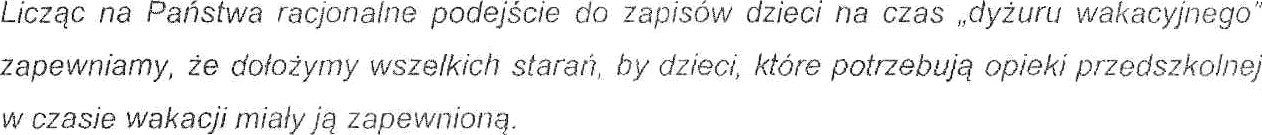 Licząc na Państwa racjonalne podejście do zapisów dzieci na czas „dyżuru wakacyjnego”
zapewniamy, że dołożymy wszelkich starań, by dzieci, które potrzebują opieki przedszkolnej
w czasie wakacji miały ją zapewnioną.